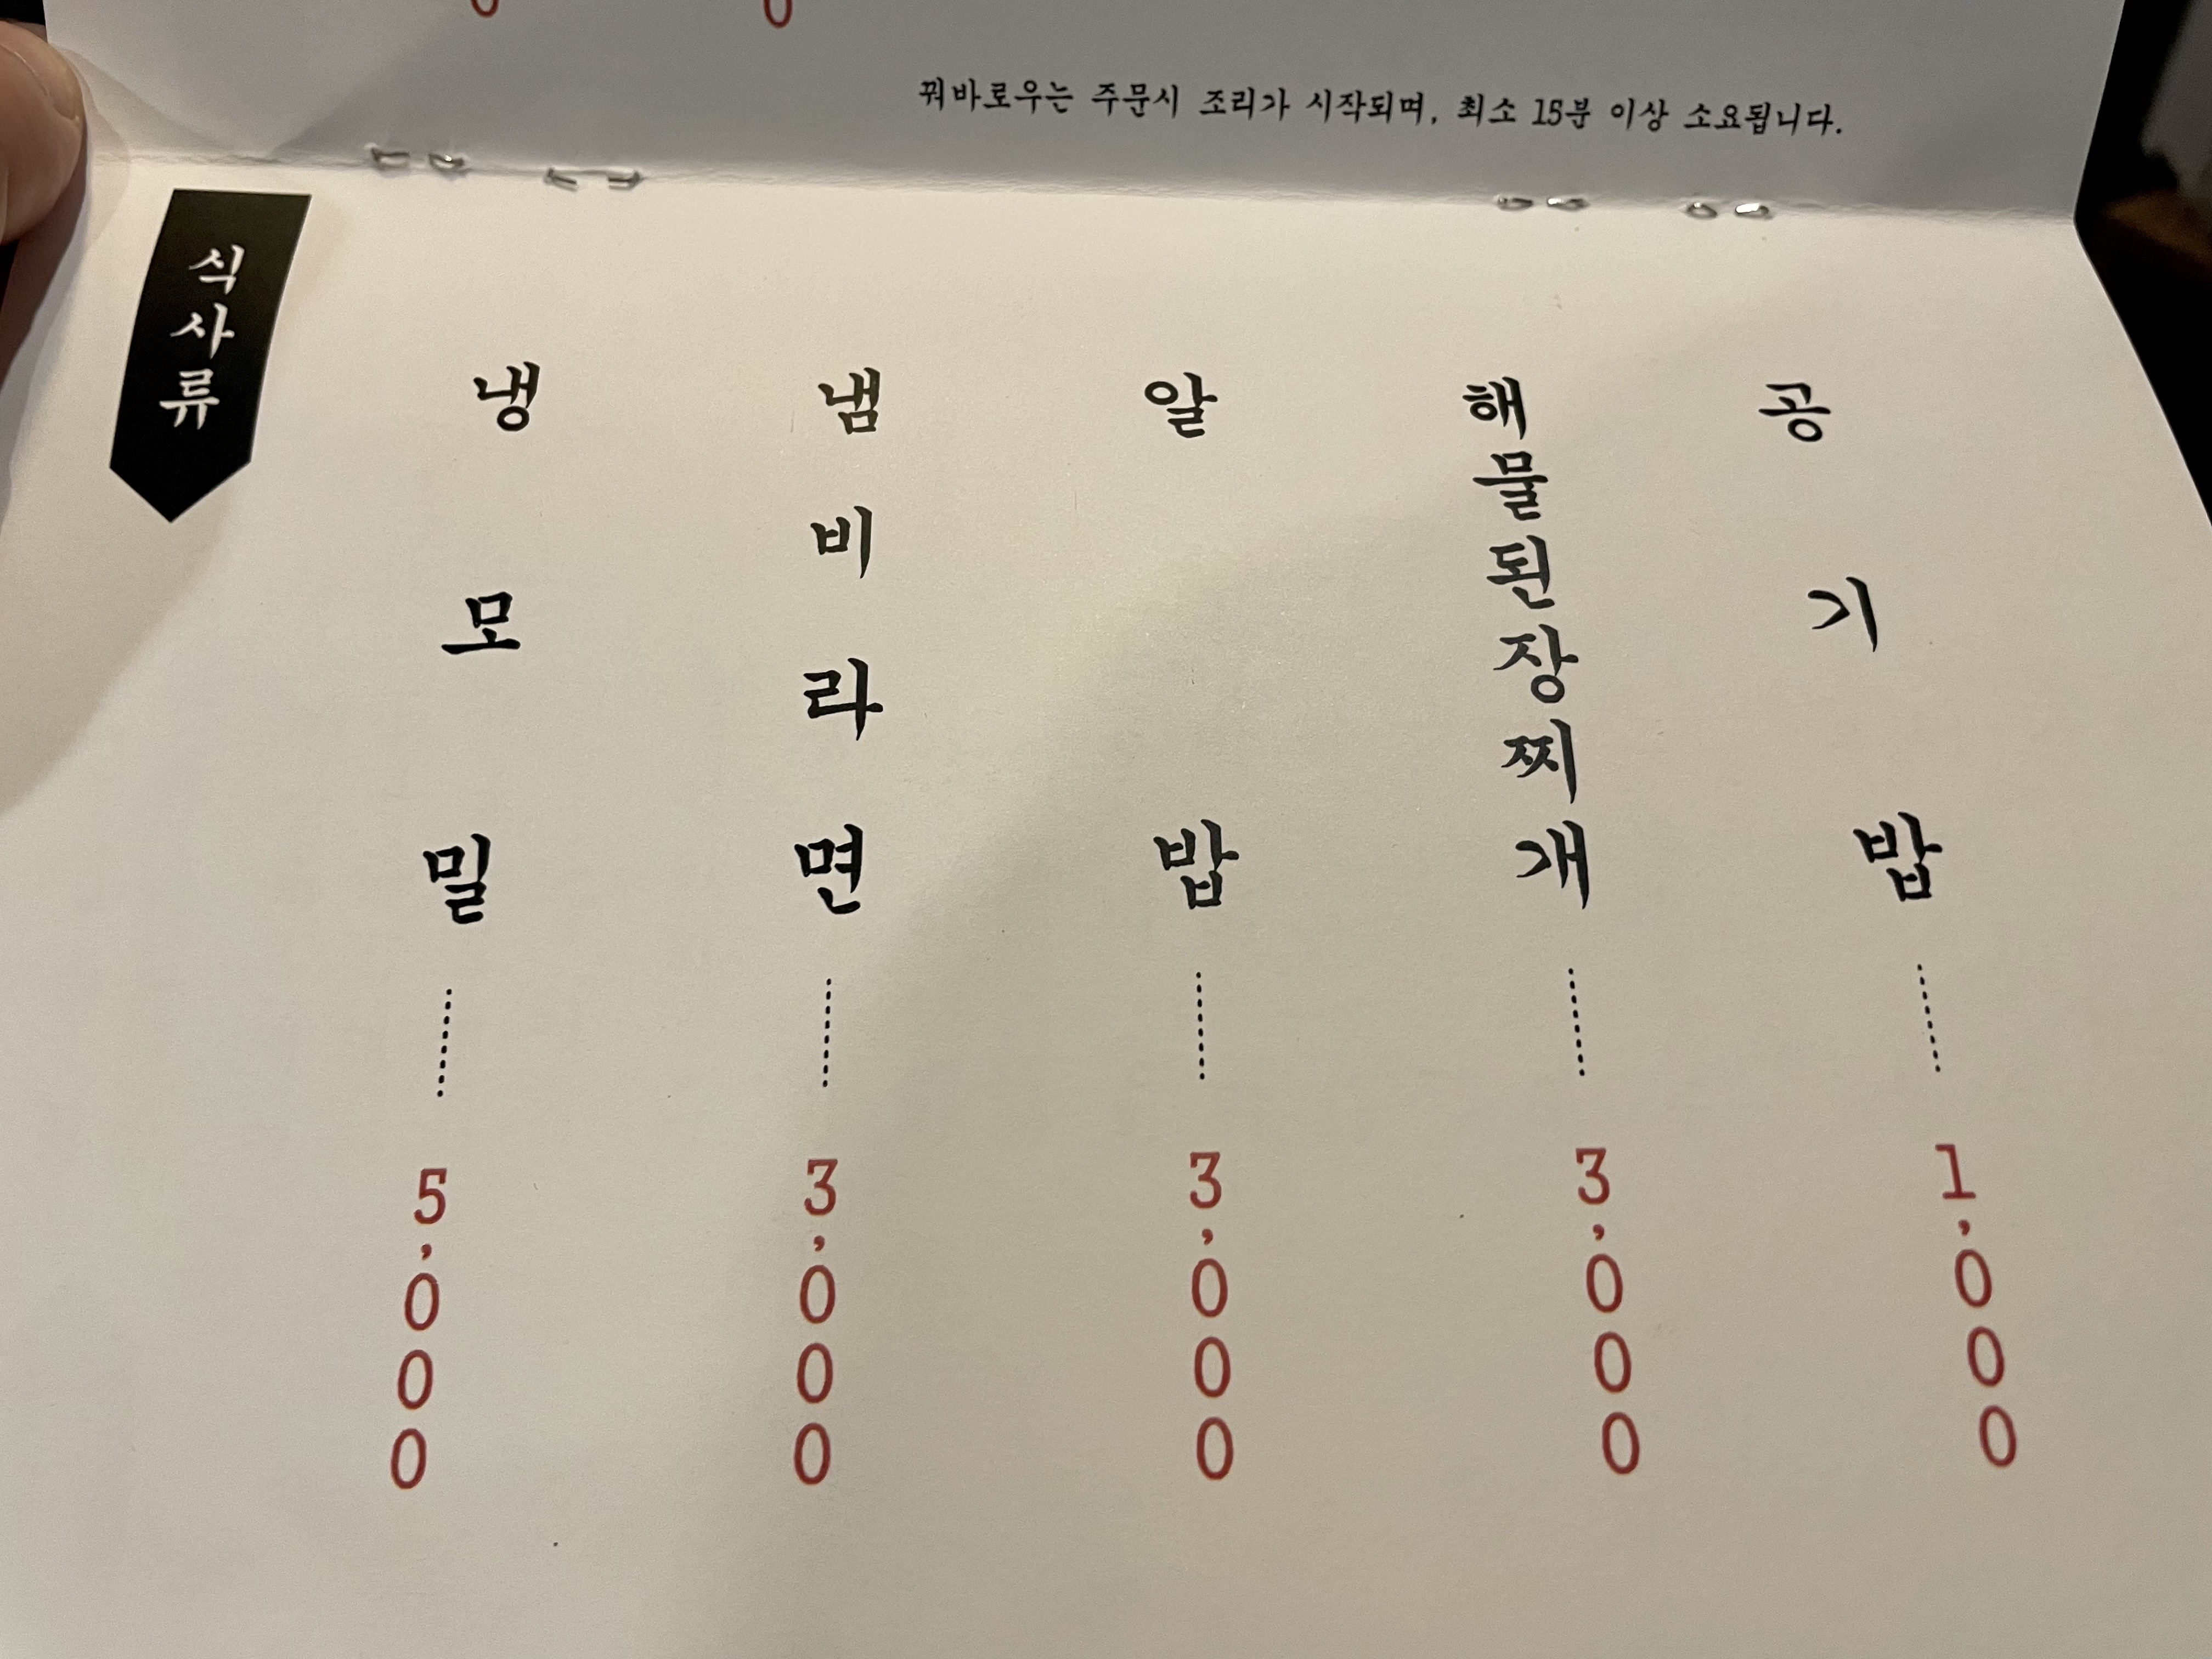 꿔바로우는 주문시 조리가 시작되며, 최소 15분 이상 소요됩니다.
식사류
냉모밀 5,000
냄비라면 3,000
알밥 3,000
해물된장찌개 3,000
공기밥 1,000